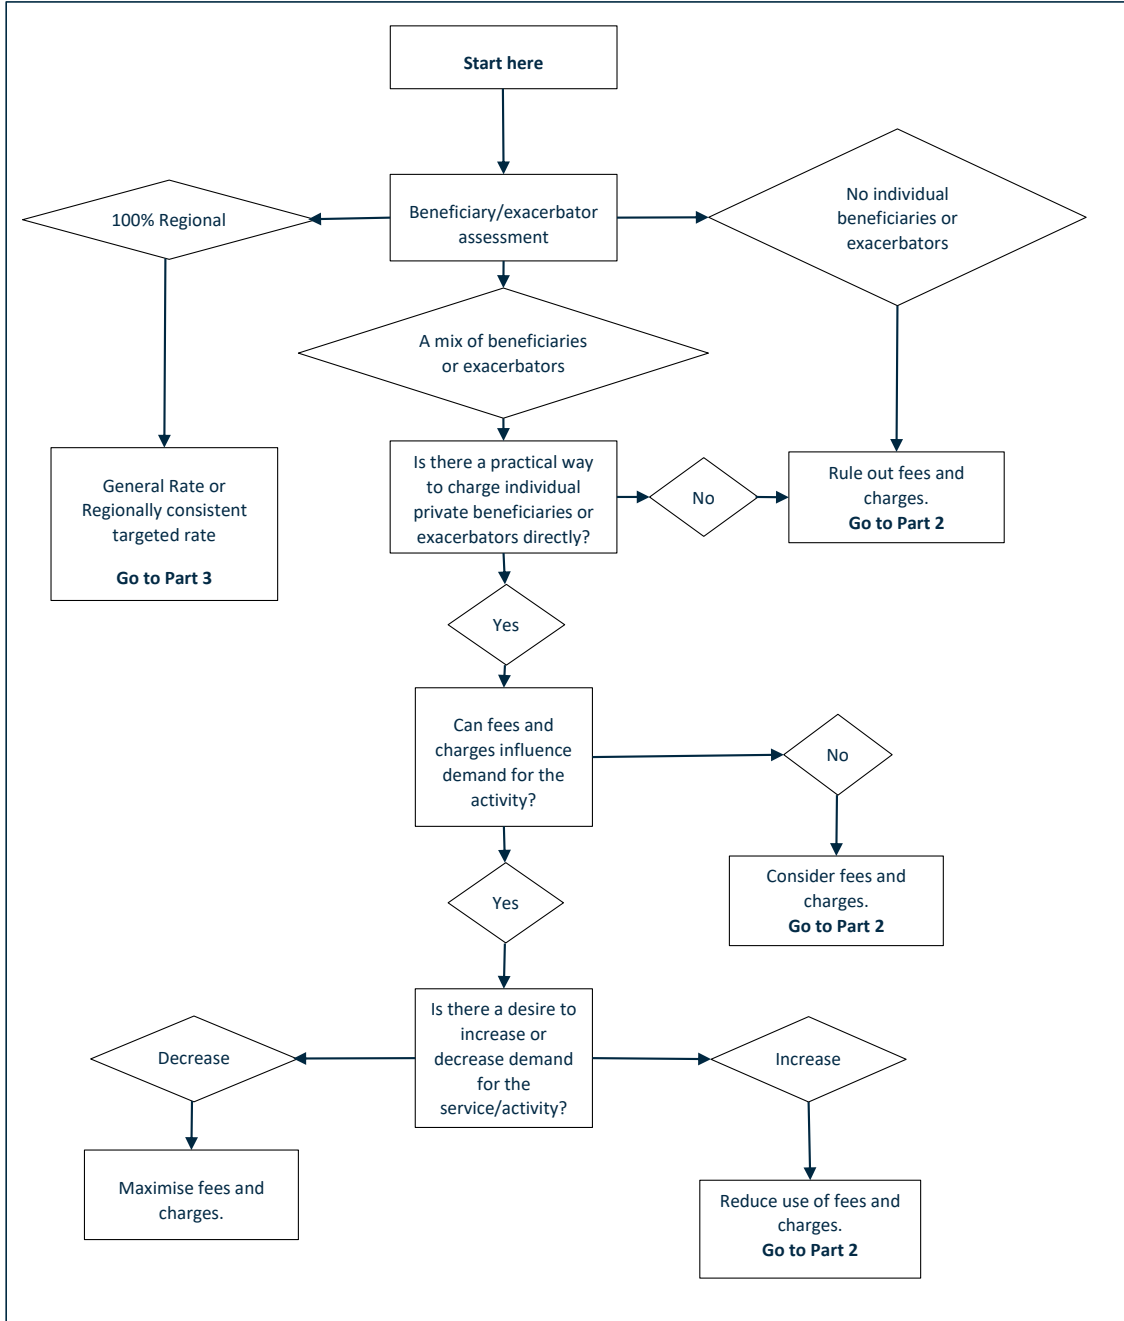 Start here
100% Regional
Beneficiary/exacerbator
assessment
No individual
beneficiaries or
exacerbators
A mix of beneficiaries
or exacerbators
General Rate or
Regionally consistent
targeted rate
Go to Part 3
Is there a practical way
to charge individual
private beneficiaries or
exacerbators directly?
No
Rule out fees and
charges.
Go to Part 2
Yes
Can fees and
charges influence
demand for the
activity?
No
Consider fees and
charges.
Go to Part 2
Yes
Is there a desire to
increase or
decrease demand
for the
service/activity?
Decrease
Increase
Maximise fees and
charges.
Reduce use of fees and
charges.
Go to Part 2